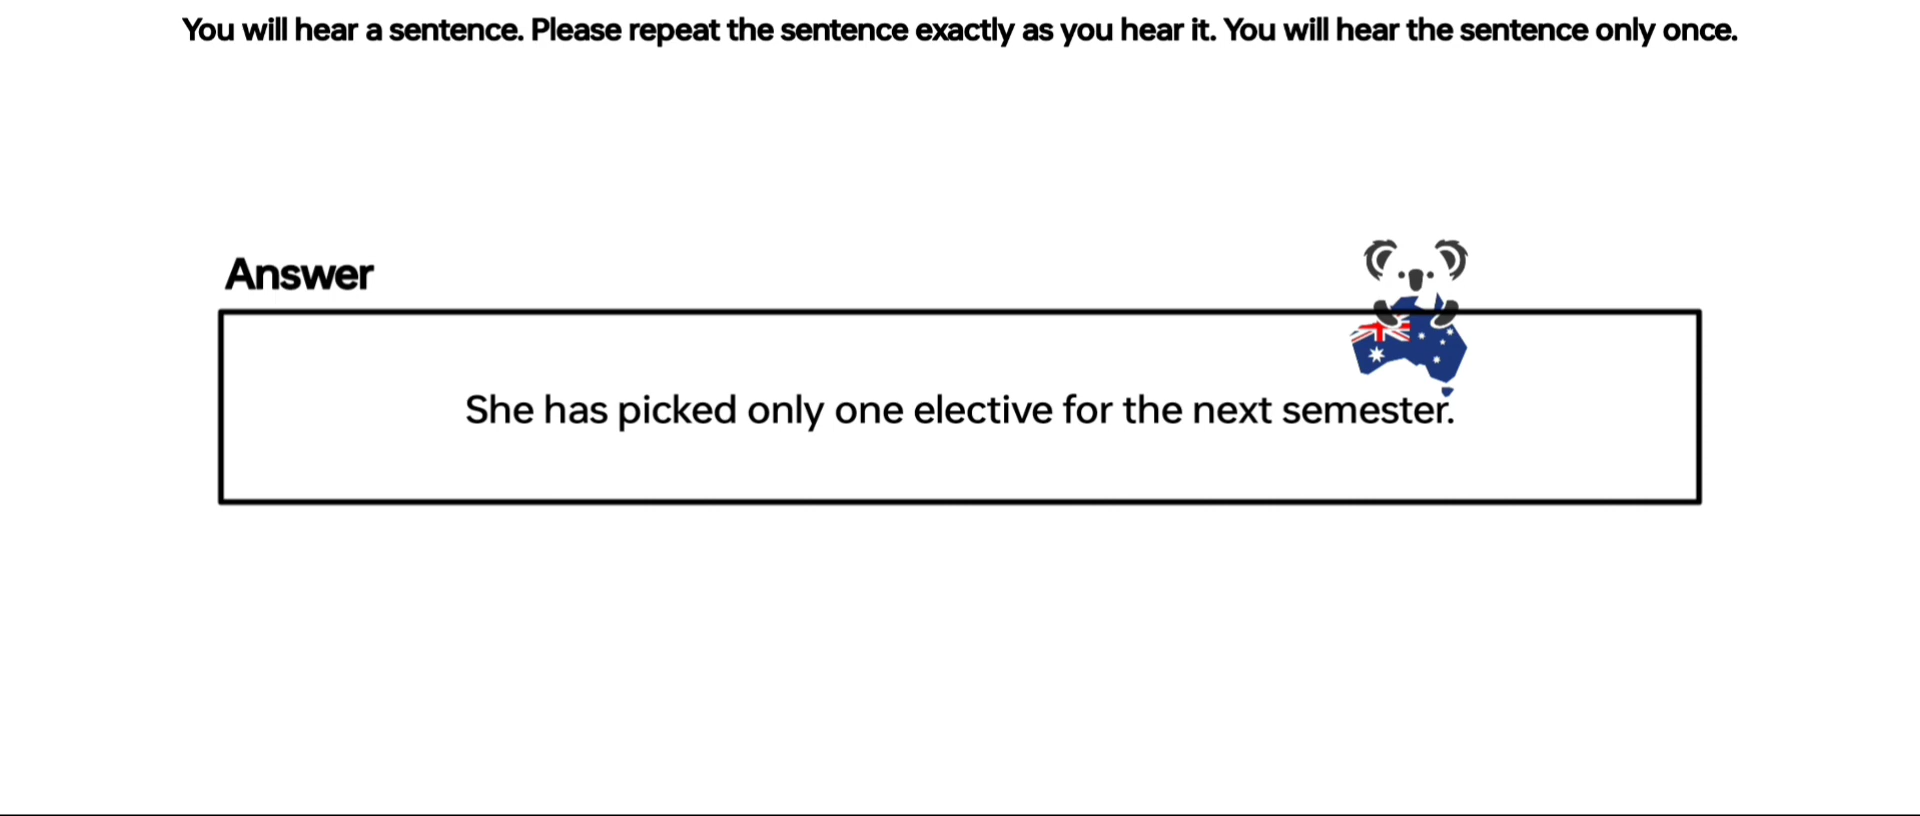 You will hear a sentence. Please repeat the sentence exactly as you hear it. You will hear the sentence only once.
Answer
She has picked only one elective for the next semester.